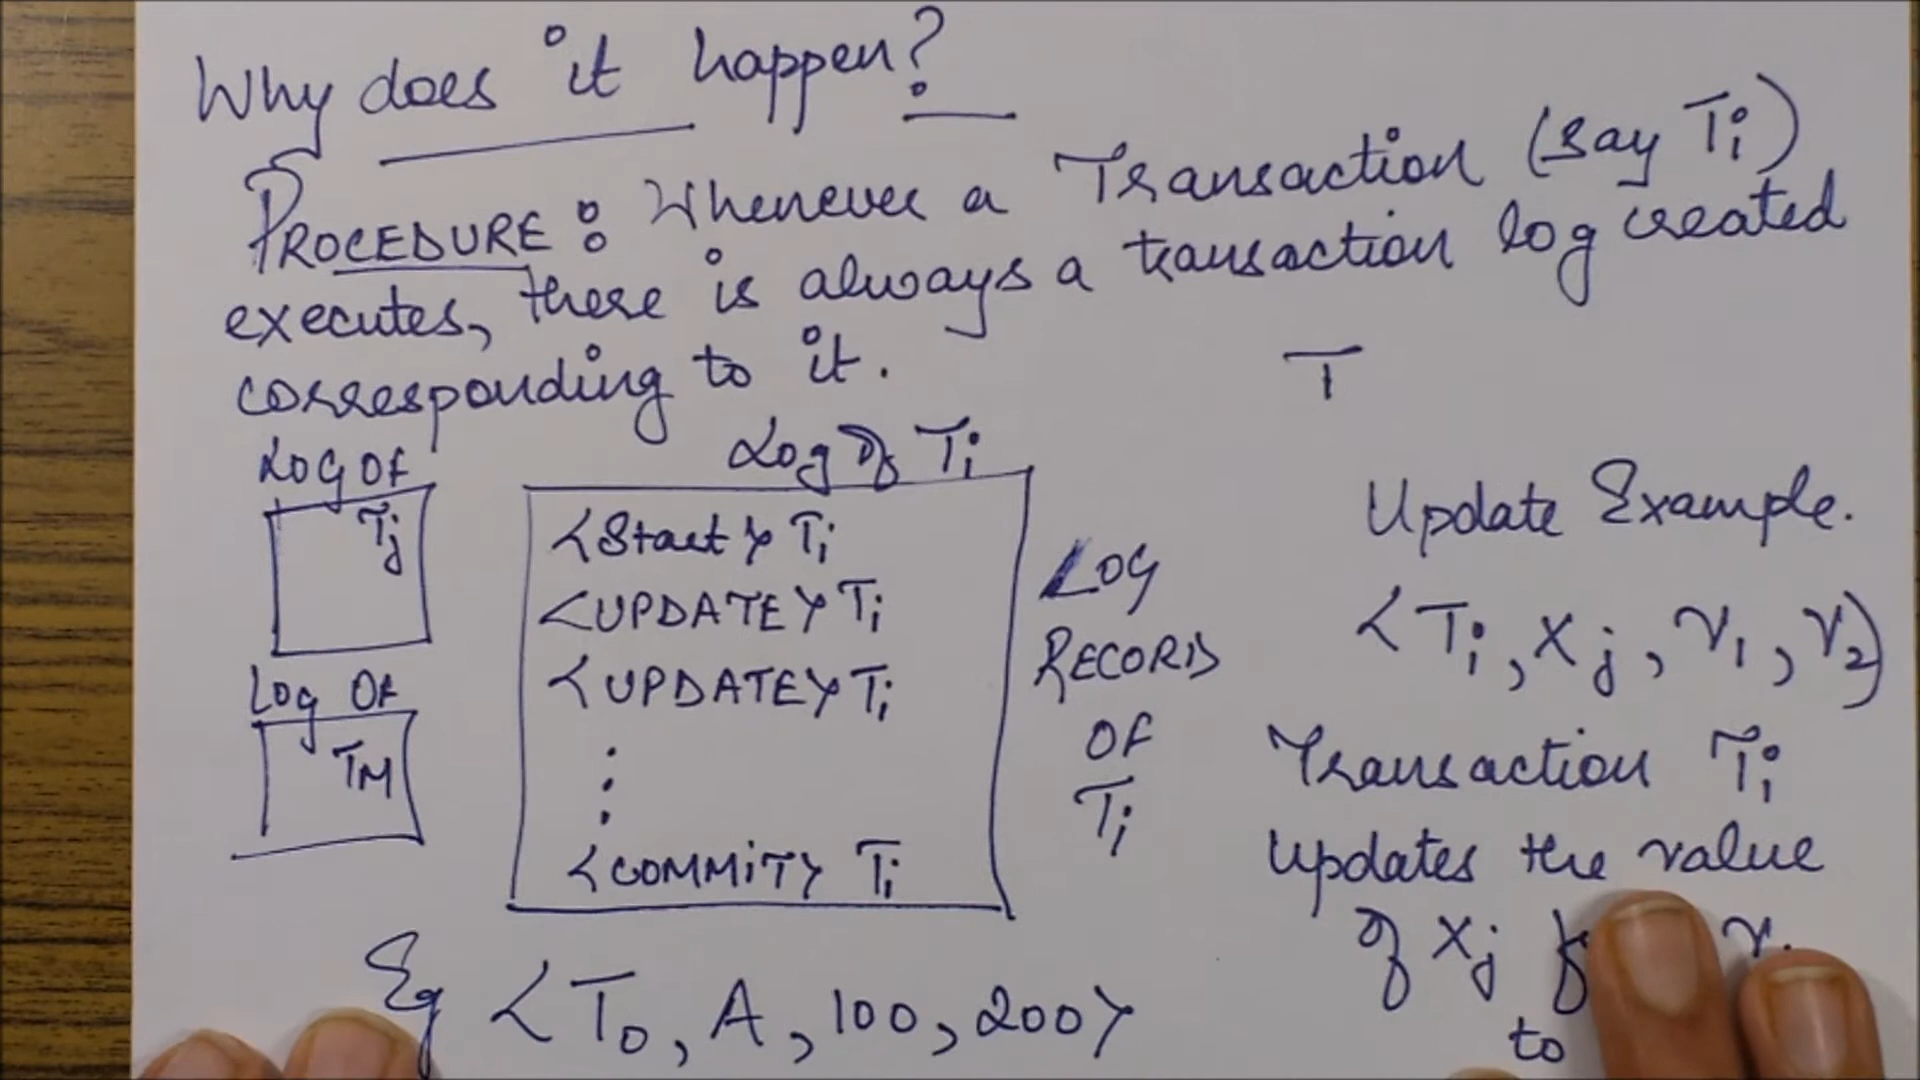 Why does it happen?
PROCEDURE : Whenever a Transaction (say Ti)
executes, there is always a transaction log created
corresponding to it.
T
LOG OF
Tj
LOG OF
TM
Log of Ti
<Start> Ti
<UPDATE> Ti
<UPDATE> Ti
<COMMIT> Ti
LOG
RECORDS
OF
Ti
Update Example.
<Ti, Xj, V1, V2>
Transaction Ti
updates the value
of Xj
to
Eg <T0, A, 100, 200>